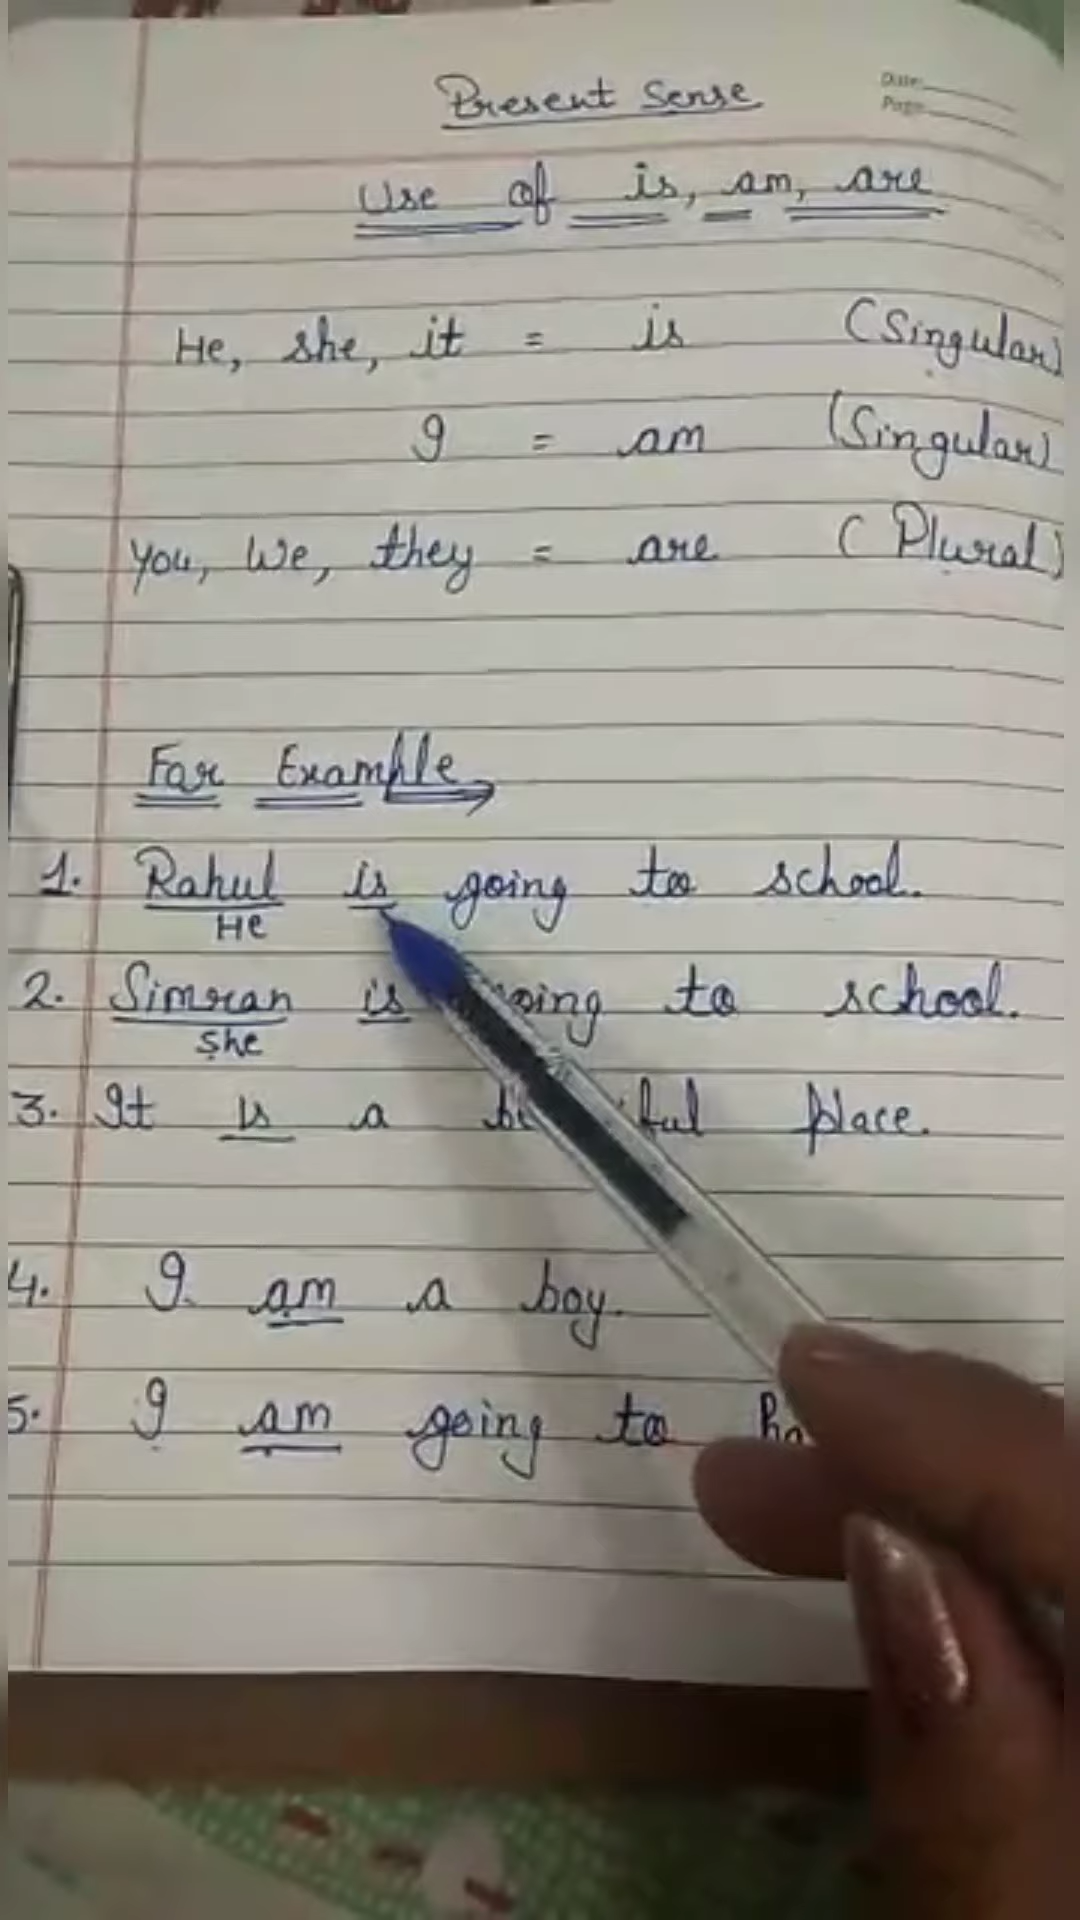 Date:
Page:
Present Sense
Use of is, am, are
He, she, it = is (Singular)
I = am (Singular)
You, We, they = are (Plural)
For Example
1. Rahul is going to school.
He
2. Simran is going to school.
She
3. It is a place.
4. I am a boy.
5. I am going to